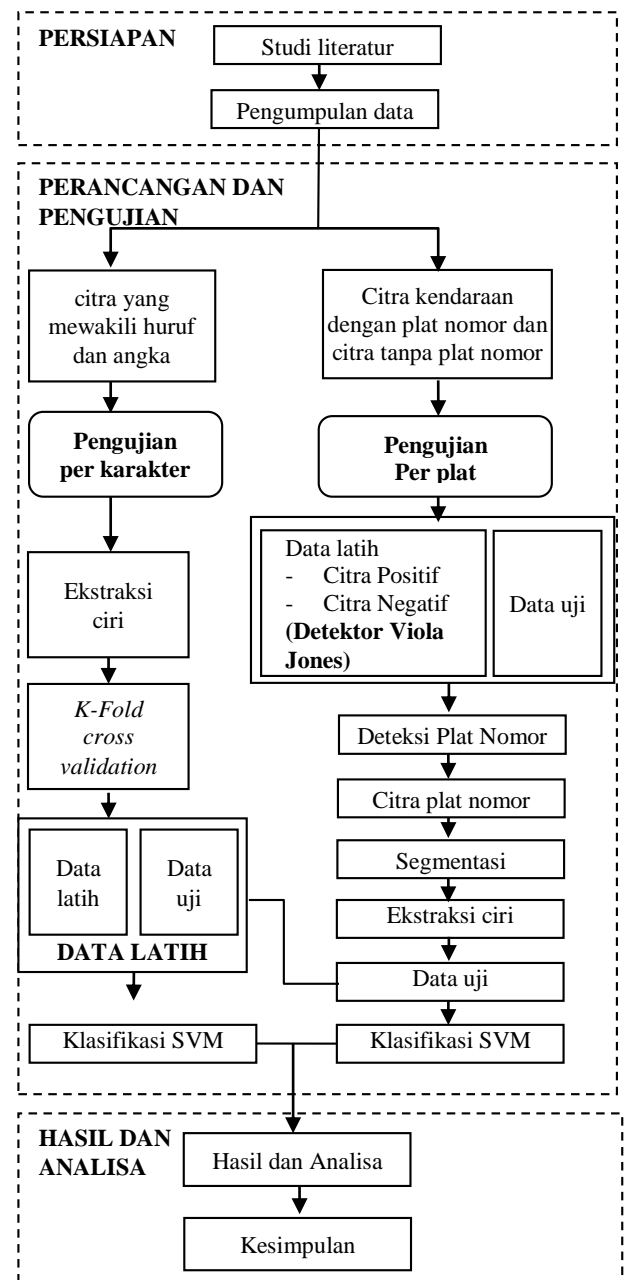 PERSIAPAN
Studi literatur
Pengumpulan data
PERANCANGAN DAN
PENGUJIAN
citra yang
mewakili huruf
dan angka
Pengujian
per karakter
Ekstraksi
ciri
K-Fold
cross
validation
Data
latih
Data
uji
DATA LATIH
Klasifikasi SVM
Citra kendaraan
dengan plat nomor dan
citra tanpa plat nomor
Pengujian
Per plat
Data latih
- Citra Positif
- Citra Negatif
(Detektor Viola
Jones)
Data uji
Deteksi Plat Nomor
Citra plat nomor
Segmentasi
Ekstraksi ciri
Data uji
Klasifikasi SVM
HASIL DAN
ANALISA
Hasil dan Analisa
Kesimpulan